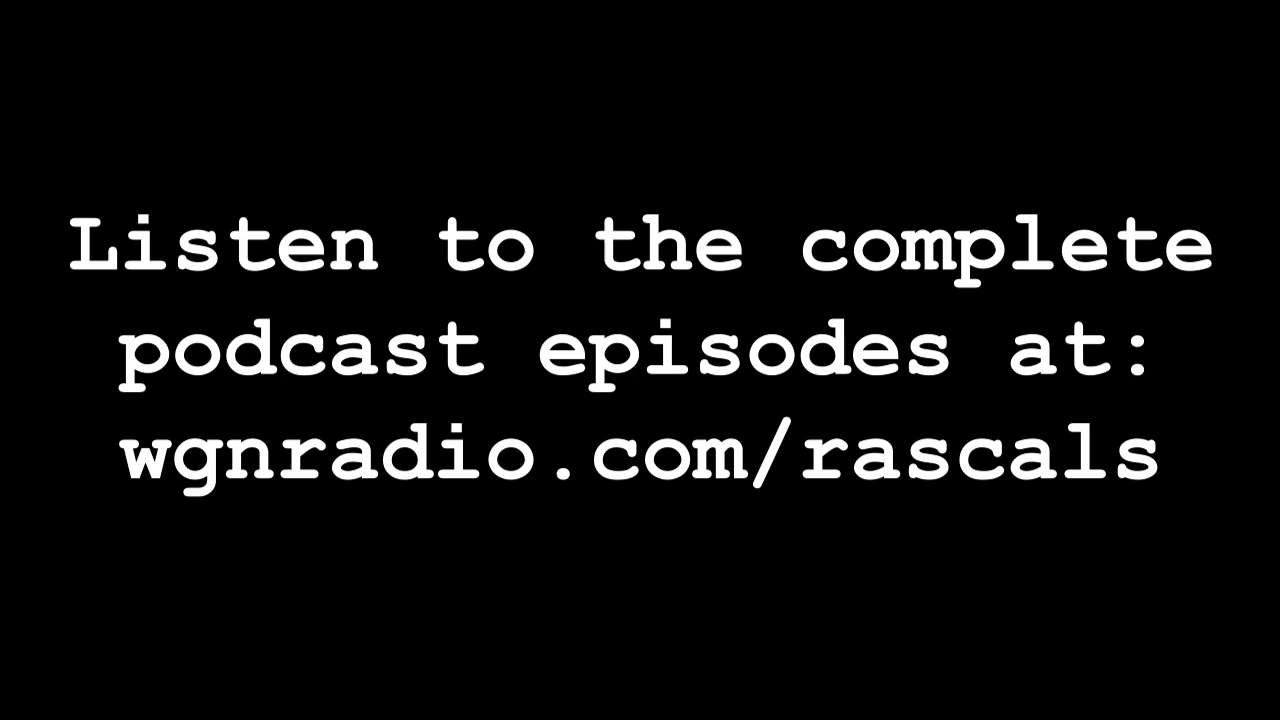 Listen to the complete
podcast episodes at:
wgnradio.com/rascals